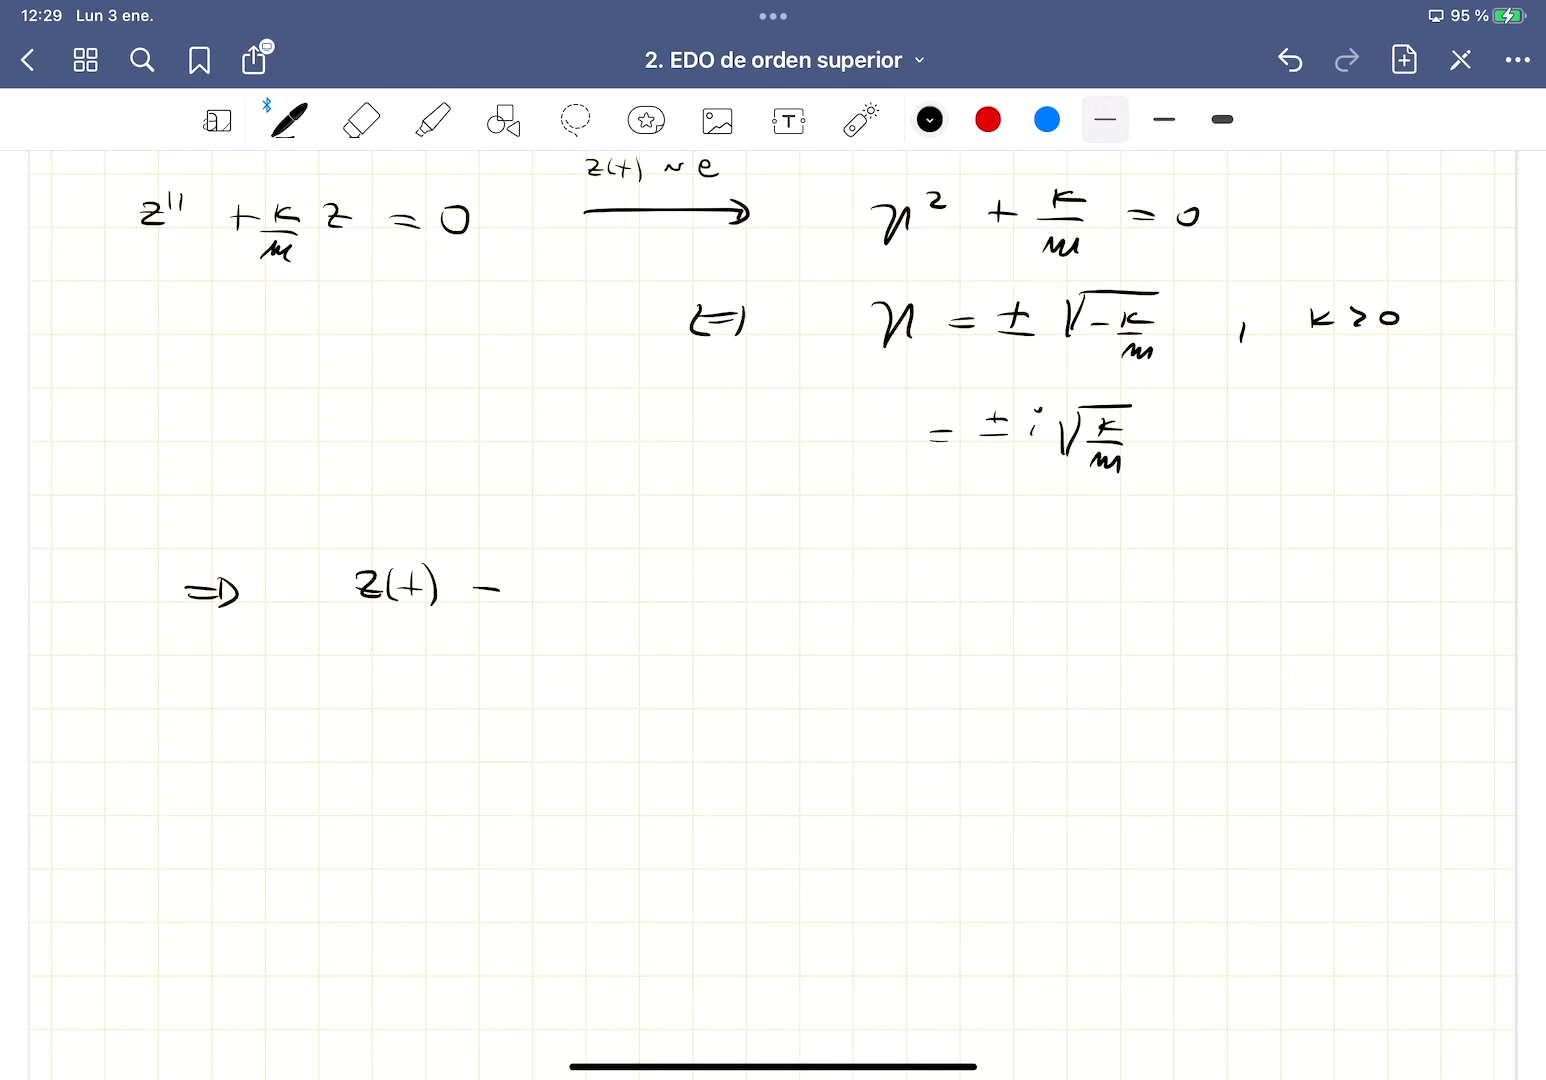 12:29 Lun 3 ene. 95 %
2. EDO de orden superior
z(t) ~ e
z'' + k/m z = 0 → r² + k/m = 0
⇔ r = ± √(-k/m) , k > 0
= ± i √(k/m)
⇒ z(t) -